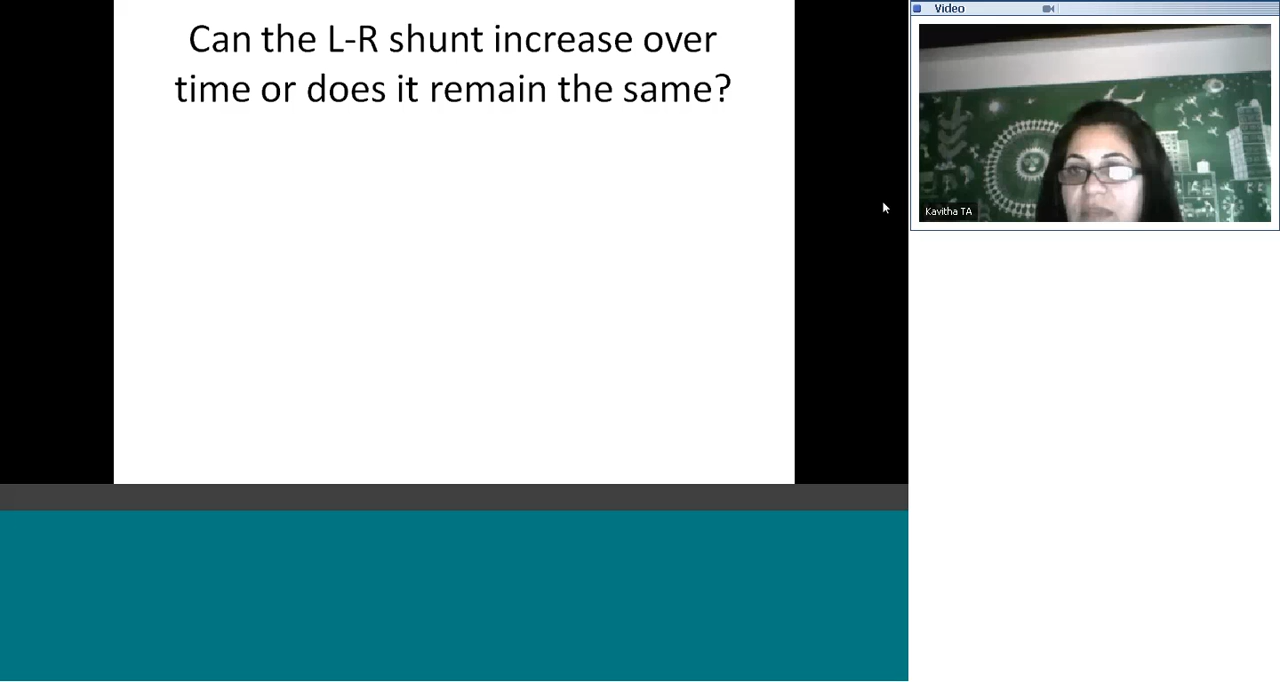 Can the L-R shunt increase over
time or does it remain the same?
Video
Kavitha TA